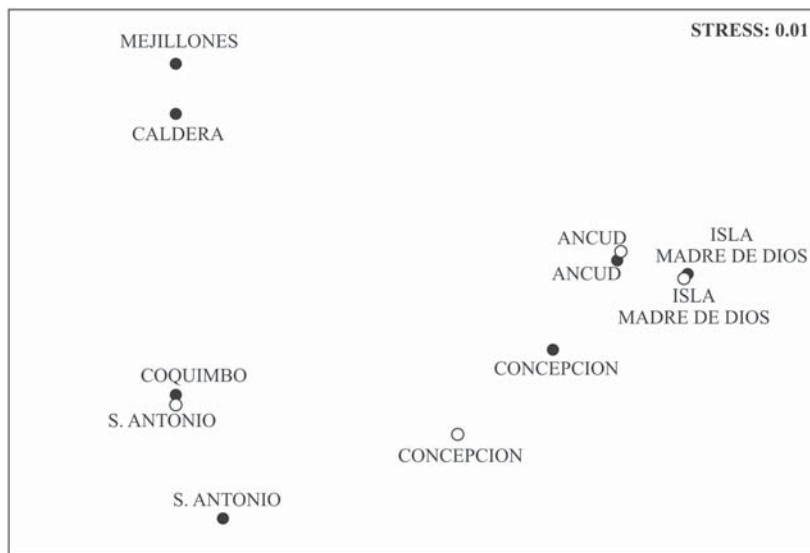 STRESS: 0.01
MEJILLONES
CALDERA
ANCUD
ANCUD
ISLA
MADRE DE DIOS
ISLA
MADRE DE DIOS
CONCEPCION
COQUIMBO
S. ANTONIO
CONCEPCION
S. ANTONIO